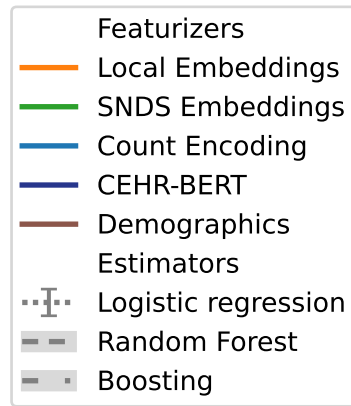 Featurizers
Local Embeddings
SNDS Embeddings
Count Encoding
CEHR-BERT
Demographics
Estimators
Logistic regression
Random Forest
Boosting